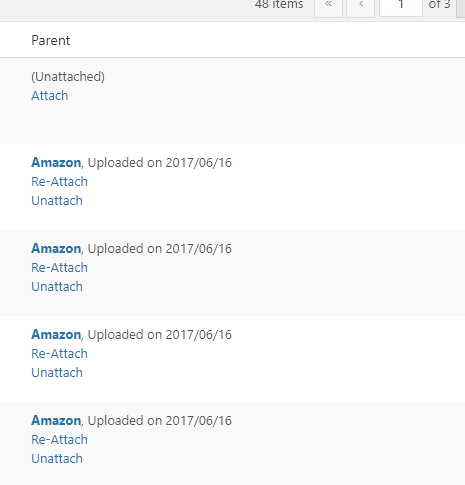 48 items « ‹ 1 of 3
Parent
(Unattached)
Attach
Amazon, Uploaded on 2017/06/16
Re-Attach
Unattach
Amazon, Uploaded on 2017/06/16
Re-Attach
Unattach
Amazon, Uploaded on 2017/06/16
Re-Attach
Unattach
Amazon, Uploaded on 2017/06/16
Re-Attach
Unattach